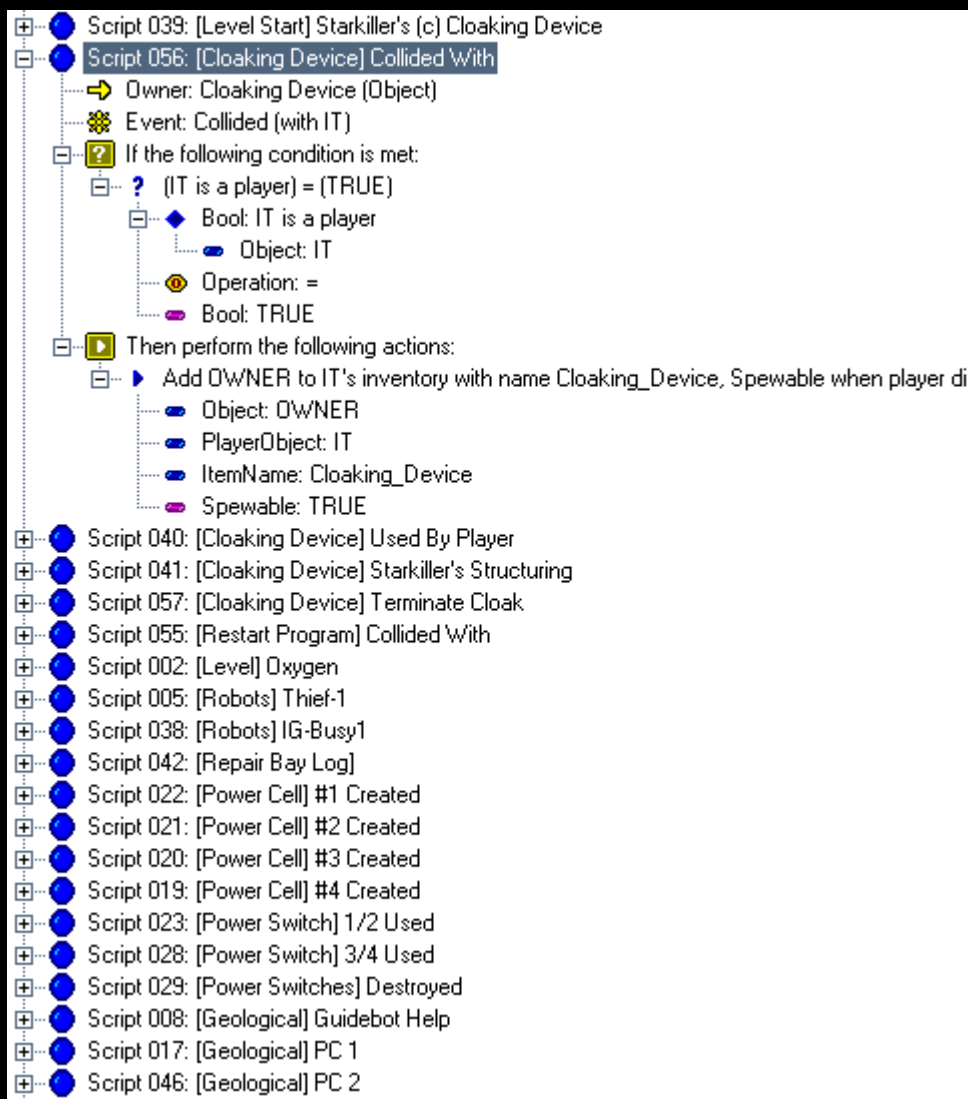 Script 039: [Level Start] Starkiller's (c) Cloaking Device
Script 056: [Cloaking Device] Collided With
Owner: Cloaking Device (Object)
Event: Collided (with IT)
If the following condition is met:
(IT is a player) = (TRUE)
Bool: IT is a player
Object: IT
Operation: =
Bool: TRUE
Then perform the following actions:
Add OWNER to IT's inventory with name Cloaking_Device, Spewable when player di
Object: OWNER
PlayerObject: IT
ItemName: Cloaking_Device
Spewable: TRUE
Script 040: [Cloaking Device] Used By Player
Script 041: [Cloaking Device] Starkiller's Structuring
Script 057: [Cloaking Device] Terminate Cloak
Script 055: [Restart Program] Collided With
Script 002: [Level] Oxygen
Script 005: [Robots] Thief-1
Script 038: [Robots] IG-Busy1
Script 042: [Repair Bay Log]
Script 022: [Power Cell] #1 Created
Script 021: [Power Cell] #2 Created
Script 020: [Power Cell] #3 Created
Script 019: [Power Cell] #4 Created
Script 023: [Power Switch] 1/2 Used
Script 028: [Power Switch] 3/4 Used
Script 029: [Power Switches] Destroyed
Script 008: [Geological] Guidebot Help
Script 017: [Geological] PC 1
Script 046: [Geological] PC 2